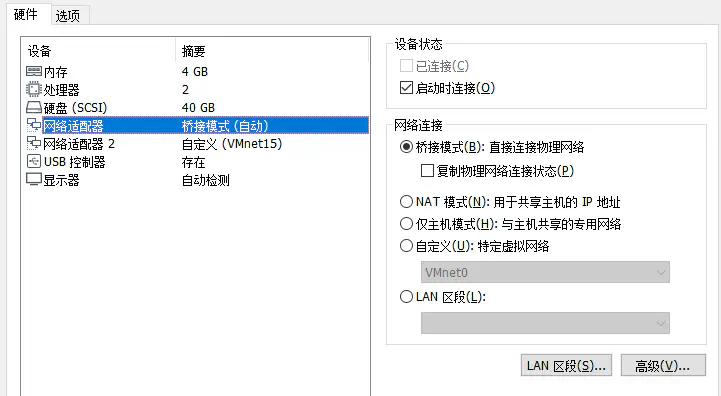 硬件 选项
设备 摘要
内存 4 GB
处理器 2
硬盘 (SCSI) 40 GB
网络适配器 桥接模式 (自动)
网络适配器 2 自定义 (VMnet15)
USB 控制器 存在
显示器 自动检测
设备状态
已连接(C)
启动时连接(O)
网络连接
桥接模式(B): 直接连接物理网络
复制物理网络连接状态(P)
NAT 模式(N): 用于共享主机的 IP 地址
仅主机模式(H): 与主机共享的专用网络
自定义(U): 特定虚拟网络
VMnet0
LAN 区段(L):
LAN 区段(S)... 高级(V)...